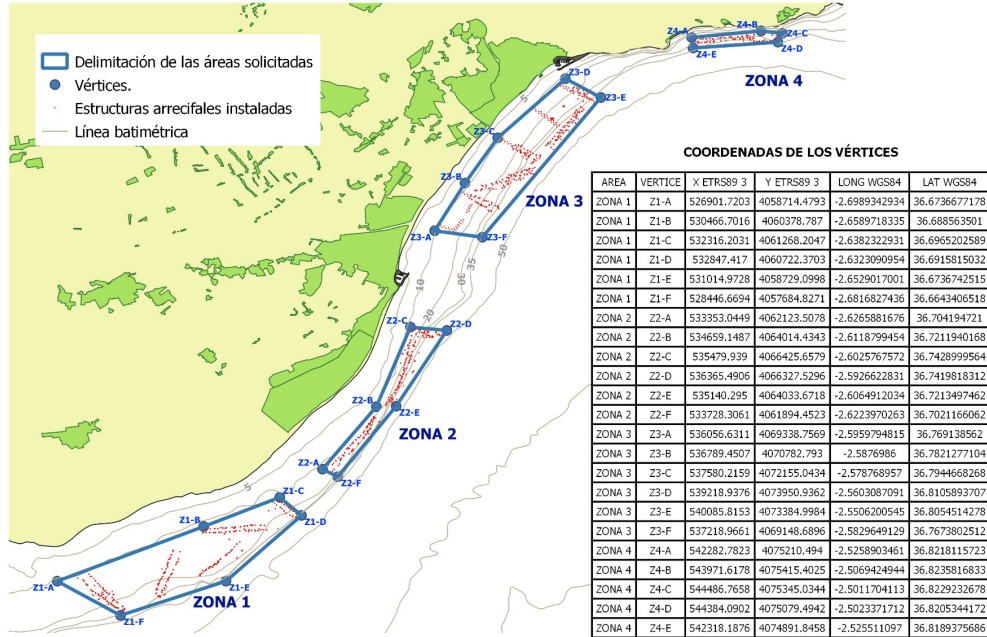 Delimitación de las áreas solicitadas
Vértices.
Estructuras arrecifales instaladas
Línea batimétrica
Z4-A
Z4-B
Z4-C
Z4-D
Z4-E
ZONA 4
Z3-D
Z3-E
Z3-C
Z3-B
Z3-A
Z3-F
ZONA 3
5
10
20
30
35
50
Z2-C
Z2-D
Z2-B
Z2-E
Z2-A
Z2-F
ZONA 2
5
Z1-C
Z1-D
Z1-B
Z1-A
Z1-E
Z1-F
ZONA 1
COORDENADAS DE LOS VÉRTICES
AREA VERTICE X ETRS89 3 Y ETRS89 3 LONG WGS84 LAT WGS84
ZONA 1 Z1-A 526901.7203 4058714.4793 -2.6989342934 36.6736677178
ZONA 1 Z1-B 530466.7016 4060378.787 -2.6589718335 36.688563501
ZONA 1 Z1-C 532316.2031 4061268.2047 -2.6382322931 36.6965202589
ZONA 1 Z1-D 532847.417 4060722.3703 -2.6323090954 36.6915815032
ZONA 1 Z1-E 531014.9728 4058729.0998 -2.6529017001 36.6736742515
ZONA 1 Z1-F 528446.6694 4057684.8271 -2.6816827436 36.6643406518
ZONA 2 Z2-A 533353.0449 4062123.5078 -2.6265881676 36.704194721
ZONA 2 Z2-B 534659.1487 4064014.4343 -2.6118799454 36.7211940168
ZONA 2 Z2-C 535479.939 4066425.6579 -2.6025767572 36.7428999564
ZONA 2 Z2-D 536365.4906 4066327.5296 -2.5926622831 36.7419818312
ZONA 2 Z2-E 535140.295 4064033.6718 -2.6064912034 36.7213497462
ZONA 2 Z2-F 533728.3061 4061894.4523 -2.6223970263 36.7021166062
ZONA 3 Z3-A 536056.6311 4069338.7569 -2.5959794815 36.769138562
ZONA 3 Z3-B 536789.4507 4070782.793 -2.5876986 36.7821277104
ZONA 3 Z3-C 537580.2159 4072155.0434 -2.578768957 36.7944668268
ZONA 3 Z3-D 539218.9376 4073950.9362 -2.5603087091 36.8105893707
ZONA 3 Z3-E 540085.8153 4073384.9984 -2.5506200545 36.8054514278
ZONA 3 Z3-F 537218.9661 4069148.6896 -2.5829649129 36.7673802512
ZONA 4 Z4-A 542282.7823 4075210.494 -2.5258903461 36.8218115723
ZONA 4 Z4-B 543971.6178 4075415.4025 -2.5069424944 36.8235816833
ZONA 4 Z4-C 544486.7658 4075345.0344 -2.5011704113 36.8229232678
ZONA 4 Z4-D 544384.0902 4075079.4942 -2.5023371712 36.8205344172
ZONA 4 Z4-E 542318.1876 4074891.8458 -2.525511097 36.8189375686